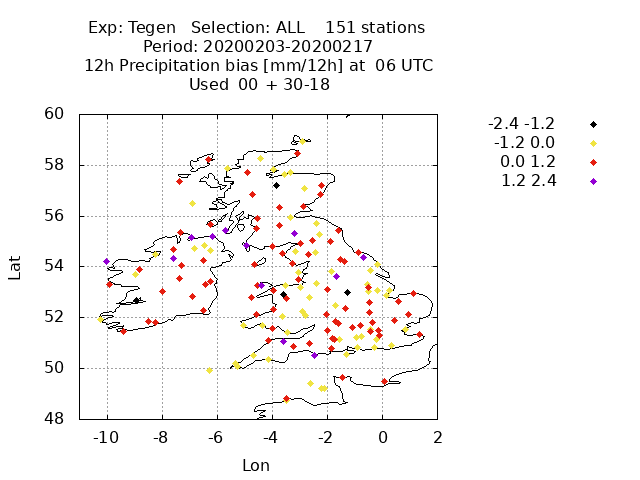 Exp: Tegen Selection: ALL 151 stations
Period: 20200203-20200217
12h Precipitation bias [mm/12h] at 06 UTC
Used 00 + 30-18
-2.4 -1.2
-1.2 0.0
0.0 1.2
1.2 2.4
60
58
56
54
52
50
48
Lat
-10 -8 -6 -4 -2 0 2
Lon